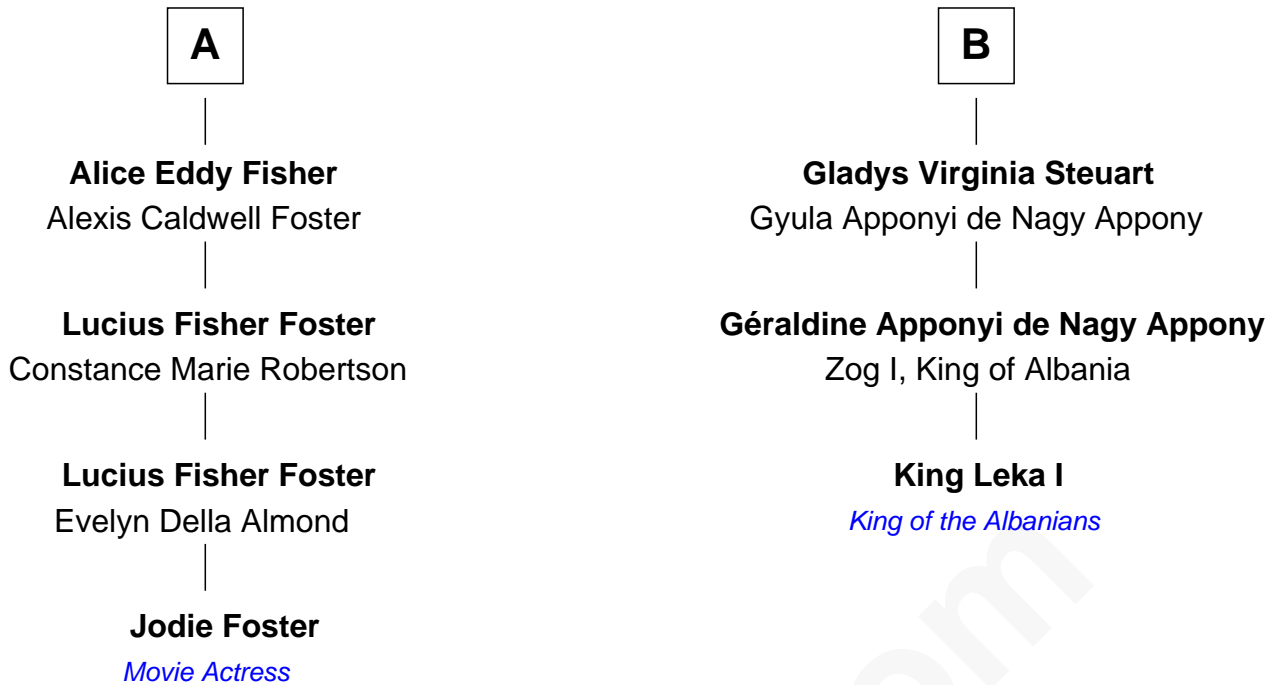 A
Alice Eddy Fisher
Alexis Caldwell Foster
Lucius Fisher Foster
Constance Marie Robertson
Lucius Fisher Foster
Evelyn Della Almond
Jodie Foster
Movie Actress
B
Gladys Virginia Steuart
Gyula Apponyi de Nagy Appony
Géraldine Apponyi de Nagy Appony
Zog I, King of Albania
King Leka I
King of the Albanians
om